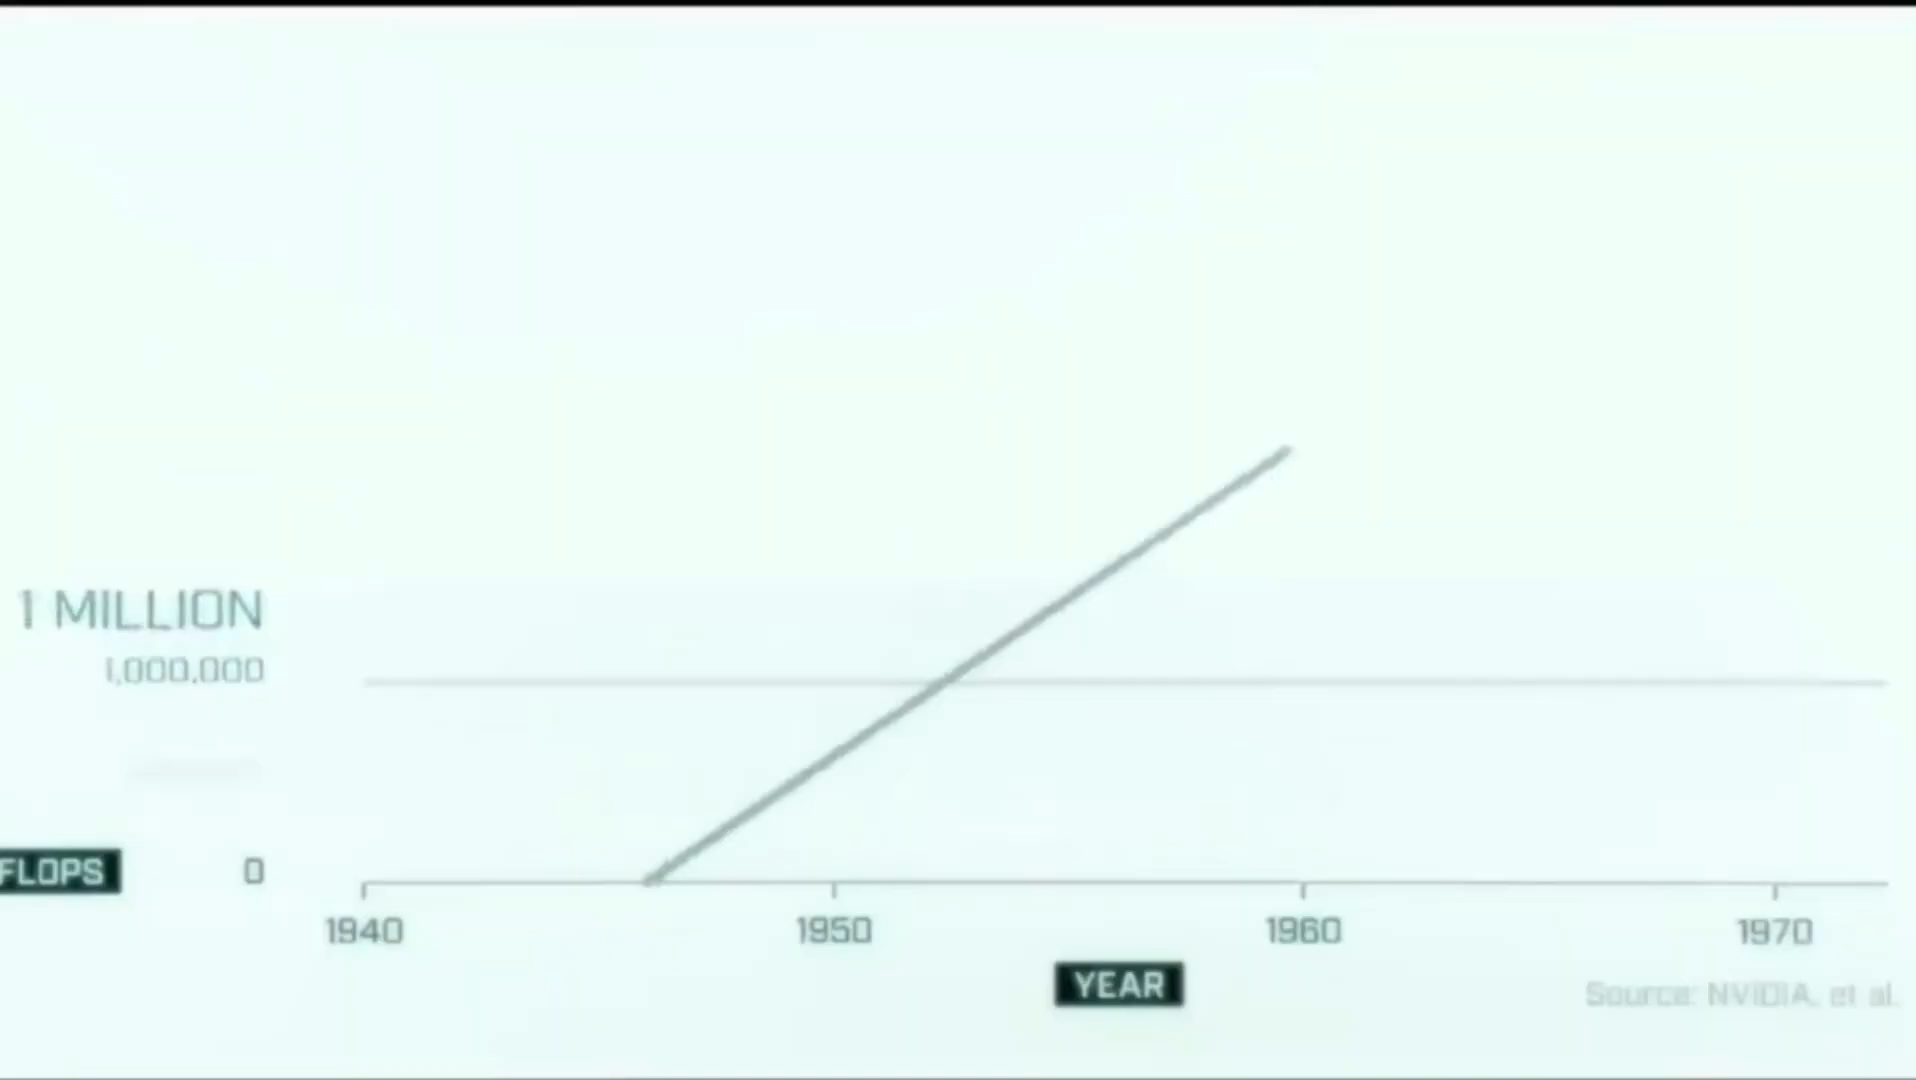 1 MILLION
1,000,000
FLOPS
0
1940
1950
1960
1970
YEAR
Source: NVIDIA, et al.